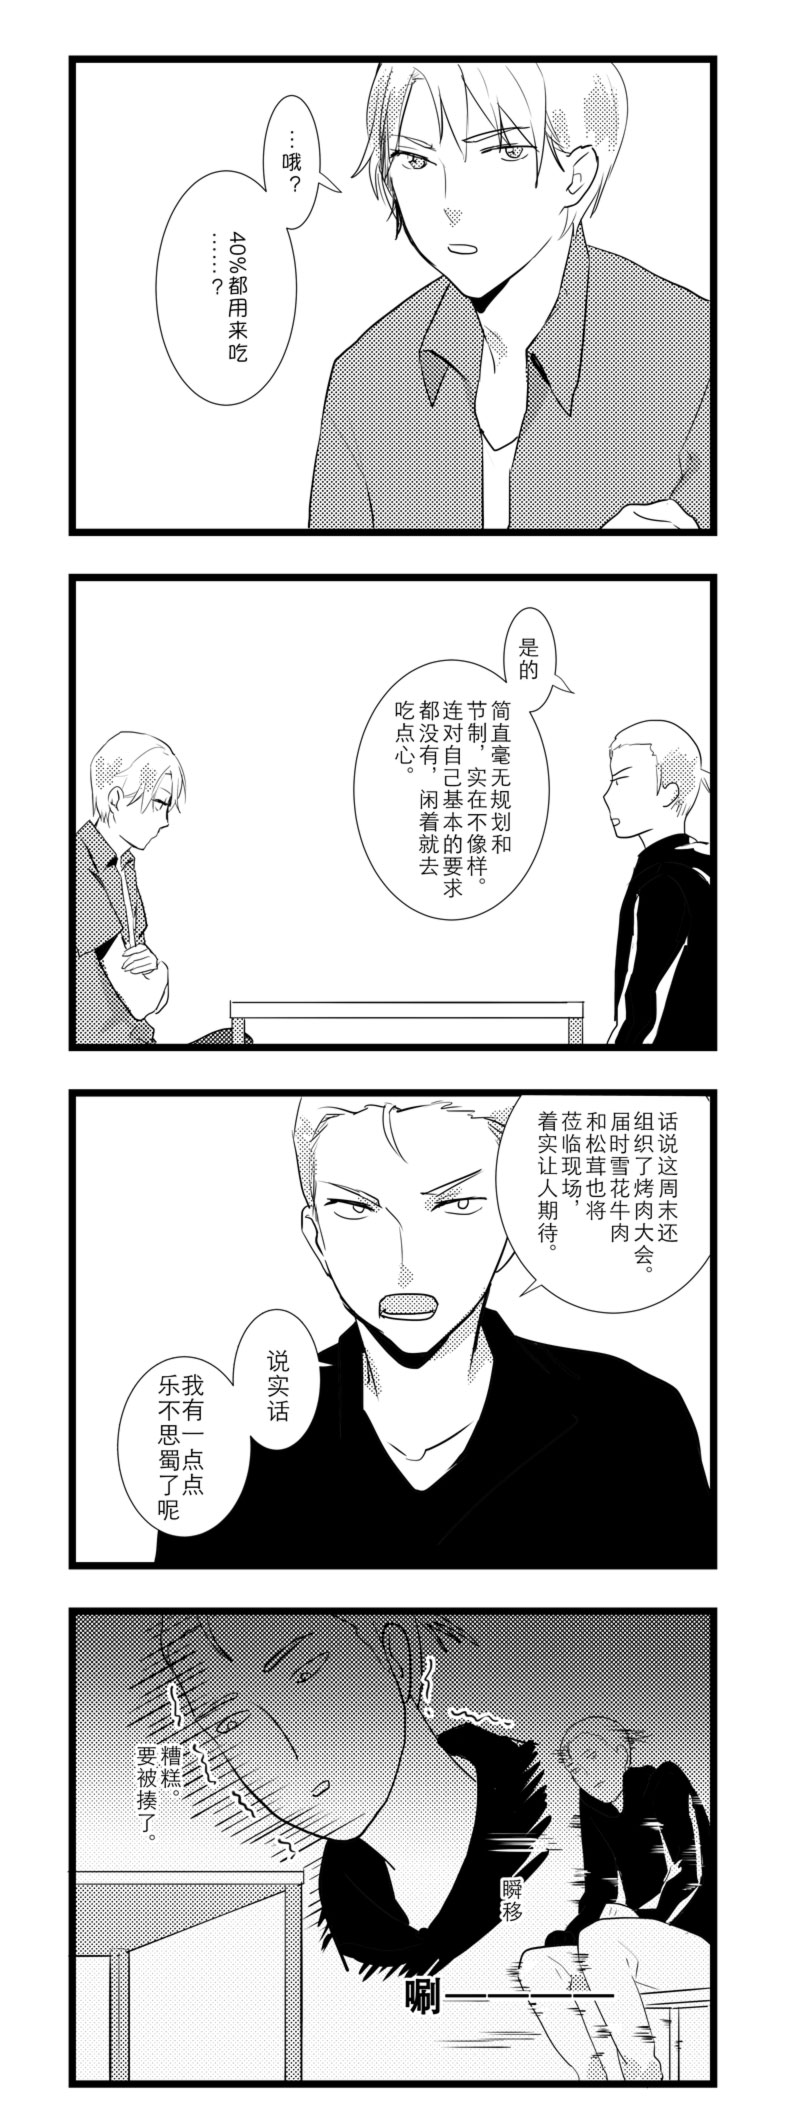 …哦？
40%都用来吃
……？
是的
简直毫无规划和
节制，实在不像样。
连对自己基本的要求
都没有，闲着就去
吃点心。
话说这周末还
组织了烤肉大会。
届时雪花牛肉
和松茸也将
莅临现场，
着实让人期待。
说实话
我有一点点
乐不思蜀了呢
糟糕。
要被揍了。
瞬移
唰————